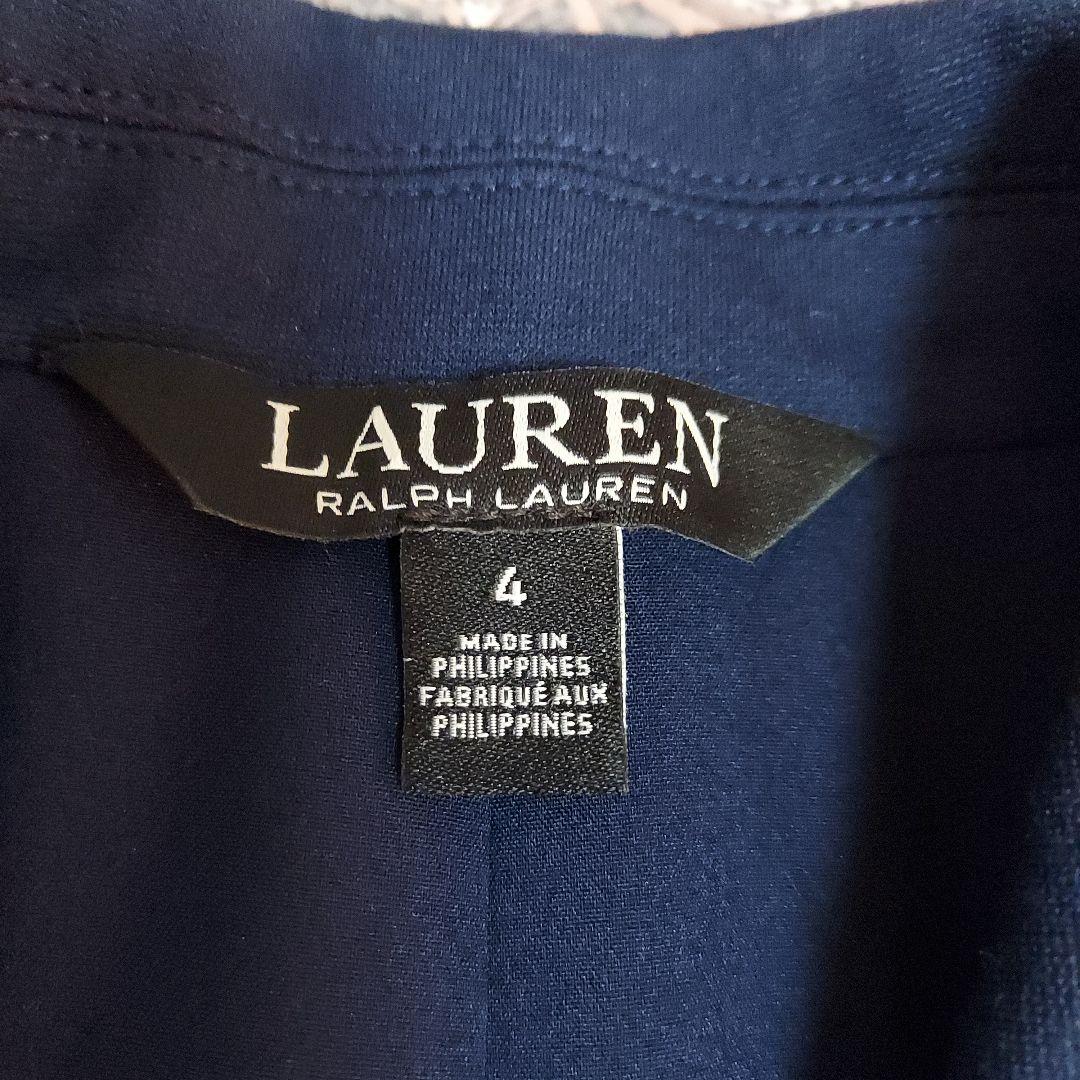 LAUREN
RALPH LAUREN
4
MADE IN
PHILIPPINES
FABRIQUÉ AUX
PHILIPPINES